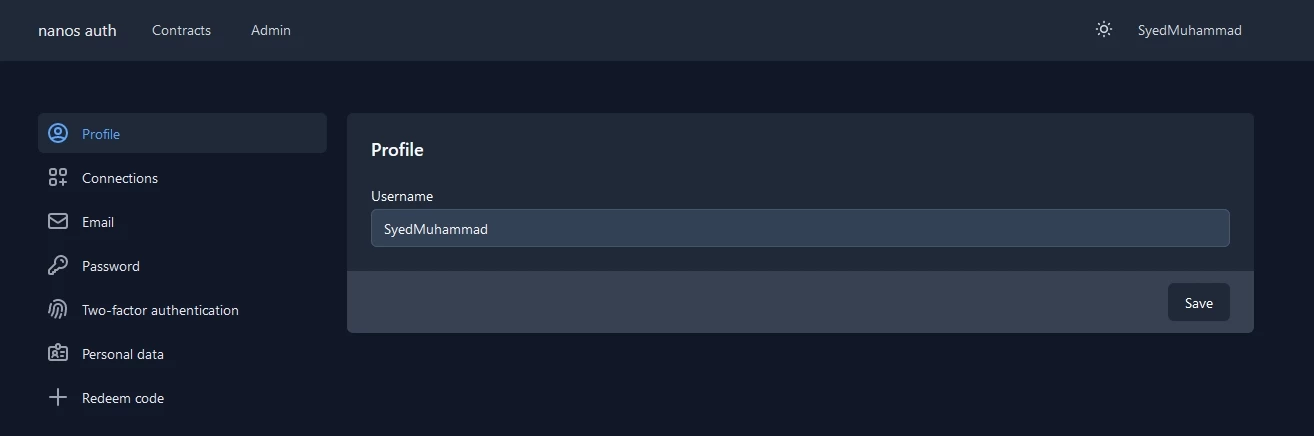 nanos auth Contracts Admin SyedMuhammad
Profile
Connections
Email
Password
Two-factor authentication
Personal data
Redeem code
Profile
Username
SyedMuhammad
Save